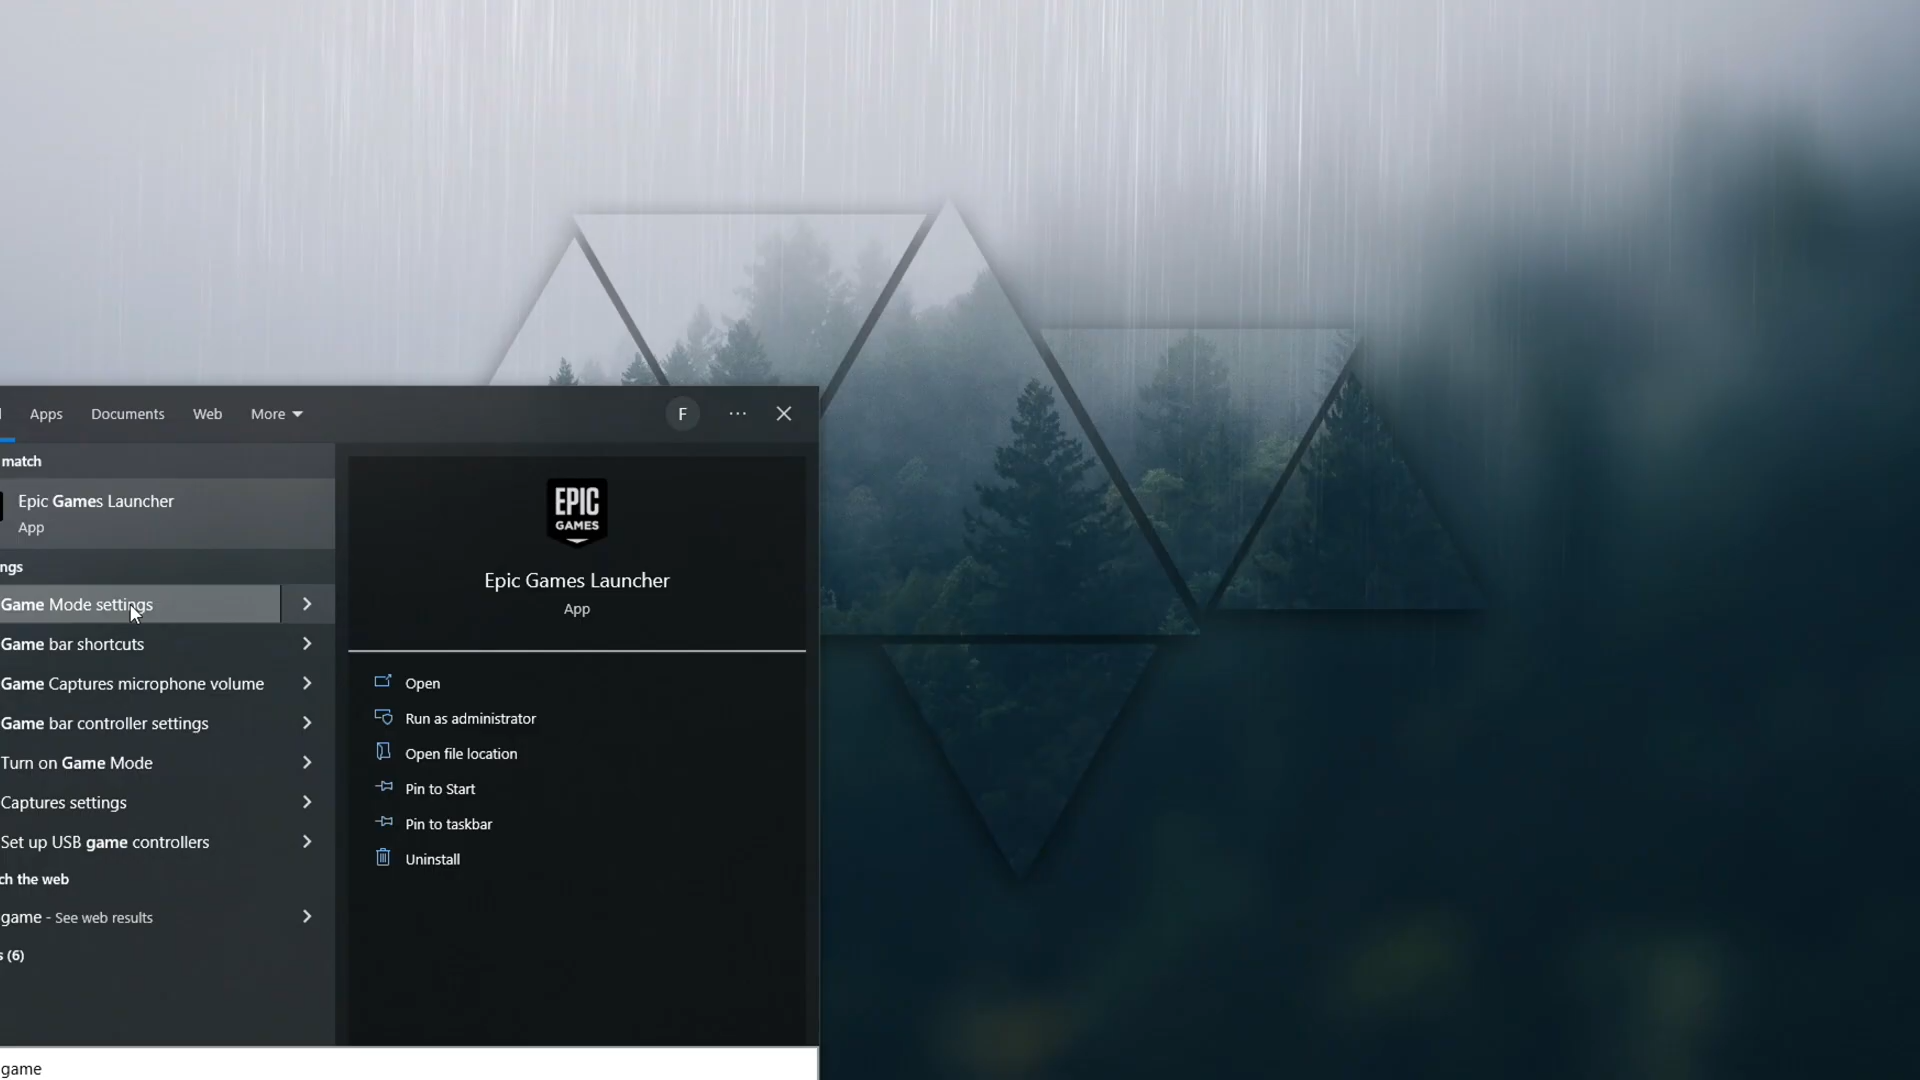 Apps Documents Web More F
match
Epic Games Launcher
App
ngs
Game Mode settings
Game bar shortcuts
Game Captures microphone volume
Game bar controller settings
Turn on Game Mode
Captures settings
Set up USB game controllers
ch the web
game - See web results
s (6)
game
EPIC
GAMES
Epic Games Launcher
App
Open
Run as administrator
Open file location
Pin to Start
Pin to taskbar
Uninstall